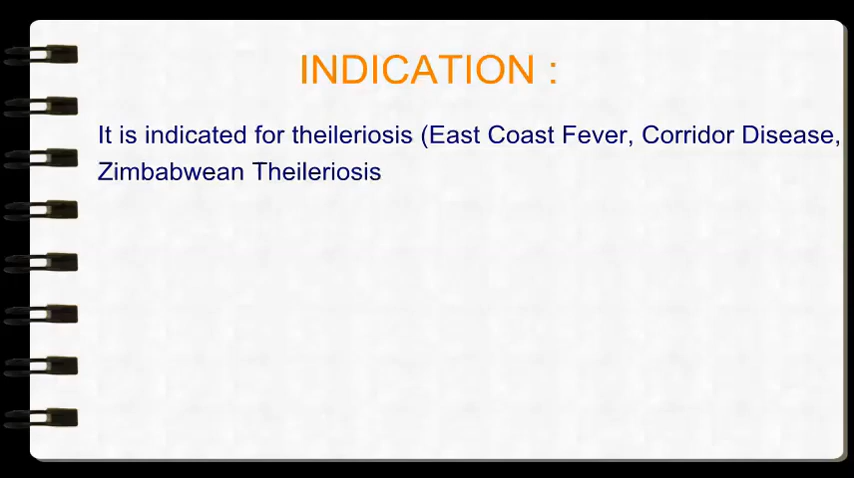 INDICATION :
It is indicated for theileriosis (East Coast Fever, Corridor Disease,
Zimbabwean Theileriosis